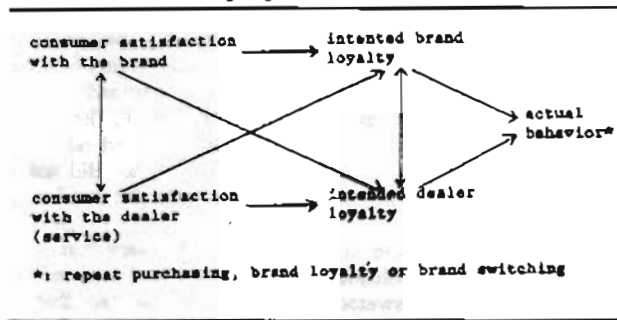 consumer satisfaction
with the brand
intented brand
loyalty
actual
behavior*
consumer satisfaction
with the dealer
(service)
intended dealer
loyalty
*: repeat purchasing, brand loyalty or brand switching